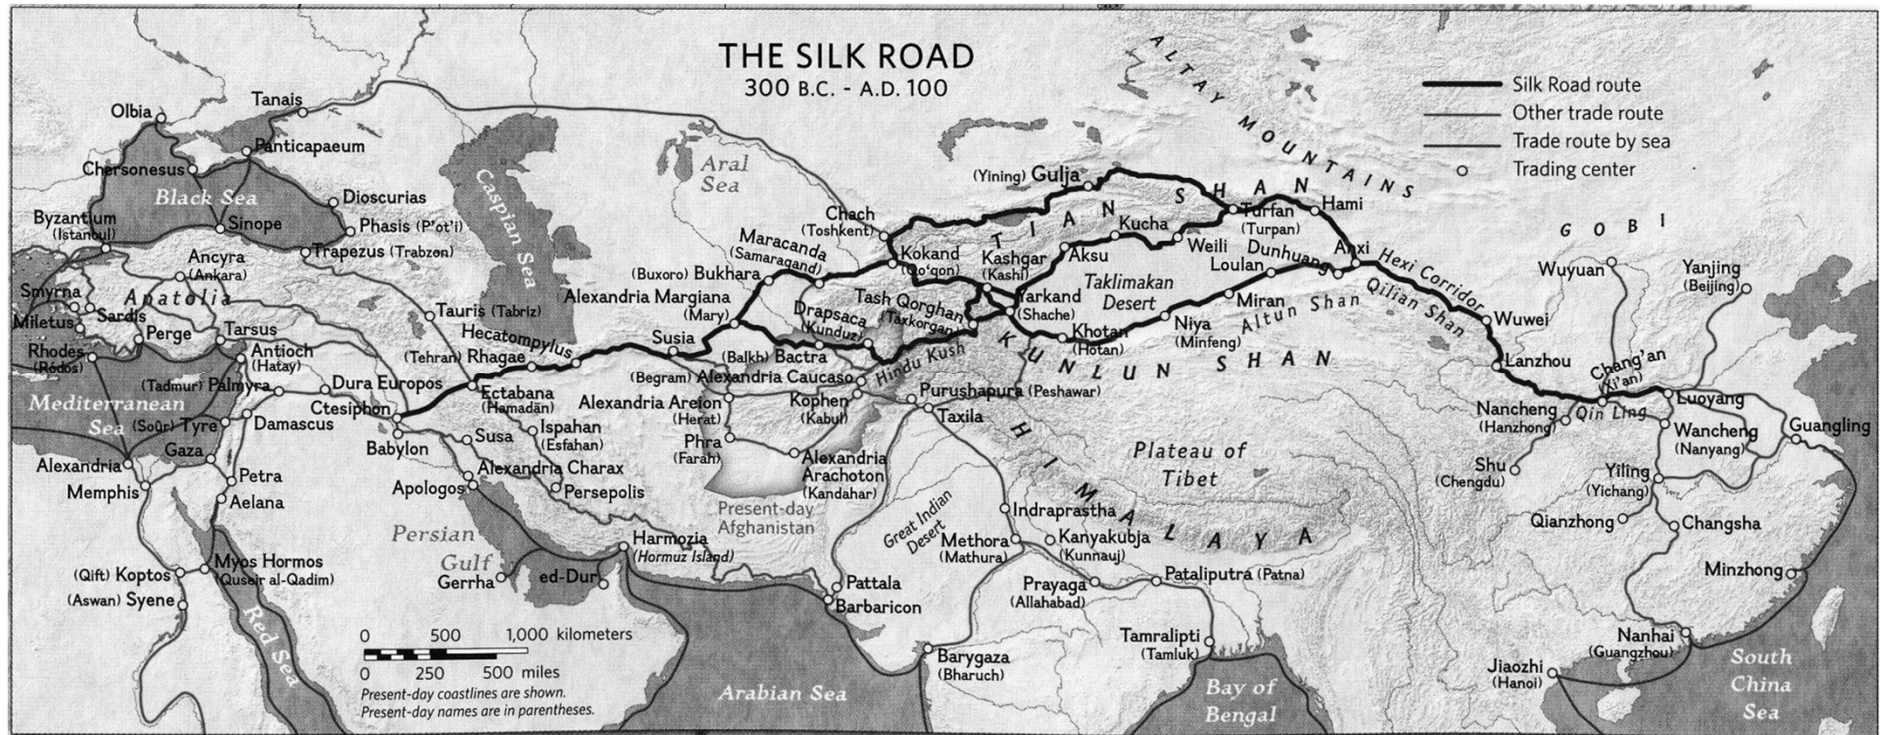 THE SILK ROAD
300 B.C. - A.D. 100
Silk Road route
Other trade route
Trade route by sea
Trading center
ALTAY MOUNTAINS
Olbia
Tanais
Panticapaeum
Chersonesus
Black Sea
Dioscurias
Phasis (P'ot'i)
Sinope
Byzantium
(Istanbul)
Trapezus (Trabzon)
Ancyra
(Ankara)
Anatolia
Smyrna
Sardis
Miletus
Perge
Tarsus
Rhodes
(Ródos)
Antioch
(Hatay)
(Tadmur) Palmyra
Dura Europos
Mediterranean
Sea
(Soûr) Tyre
Damascus
Ctesiphon
Babylon
Gaza
Alexandria
Memphis
Petra
Aelana
Myos Hormos
(Quseir al-Qadim)
(Qift) Koptos
(Aswan) Syene
Red Sea
Caspian Sea
Aral
Sea
Tauris (Tabriz)
Hecatompylus
(Tehran) Rhagae
Ectabana
(Hamadān)
Susa
Ispahan
(Esfahan)
Alexandria Charax
Apologos
Persepolis
Persian
Gulf
Gerrha
ed-Dur
Harmozia
(Hormuz Island)
Susia
Alexandria Margiana
(Mary)
(Buxoro) Bukhara
Maracanda
(Samarqand)
Chach
(Toshkent)
Kokand
(Qo'qon)
(Yining) Gulja
TIAN SHAN
Kashgar
(Kashi)
Aksu
Kucha
Weili
Turfan
(Turpan)
Hami
Anxi
Dunhuang
Loulan
Miran
Niya
(Minfeng)
Khotan
(Hotan)
Yarkand
(Shache)
Tash Qorghan
(Taxkorgan)
Drapsaca
(Kunduz)
(Balkh) Bactra
Hindu Kush
(Begram) Alexandria Caucaso
Kophen
(Kabul)
Alexandria Areion
(Herat)
Phra
(Farah)
Alexandria
Arachoton
(Kandahar)
Present-day
Afghanistan
Purushapura (Peshawar)
Taxila
Taklimakan
Desert
Altun Shan
KUNLUN SHAN
Qilian Shan
Hexi Corridor
GOBI
Wuyuan
Yanjing
(Beijing)
Wuwei
Lanzhou
Chang'an
(Xi'an)
Luoyang
Qin Ling
Nancheng
(Hanzhong)
Wancheng
(Nanyang)
Guangling
Shu
(Chengdu)
Yiling
(Yichang)
Qianzhong
Changsha
Minzhong
Nanhai
(Guangzhou)
Jiaozhi
(Hanoi)
South
China
Sea
Plateau of
Tibet
HIMALAYA
Great Indian
Desert
Indraprastha
Methora
(Mathura)
Kanyakubja
(Kunnauj)
Prayaga
(Allahabad)
Pataliputra (Patna)
Tamralipti
(Tamluk)
Pattala
Barbaricon
Barygaza
(Bharuch)
Arabian Sea
Bay of
Bengal
0 500 1,000 kilometers
0 250 500 miles
Present-day coastlines are shown.
Present-day names are in parentheses.